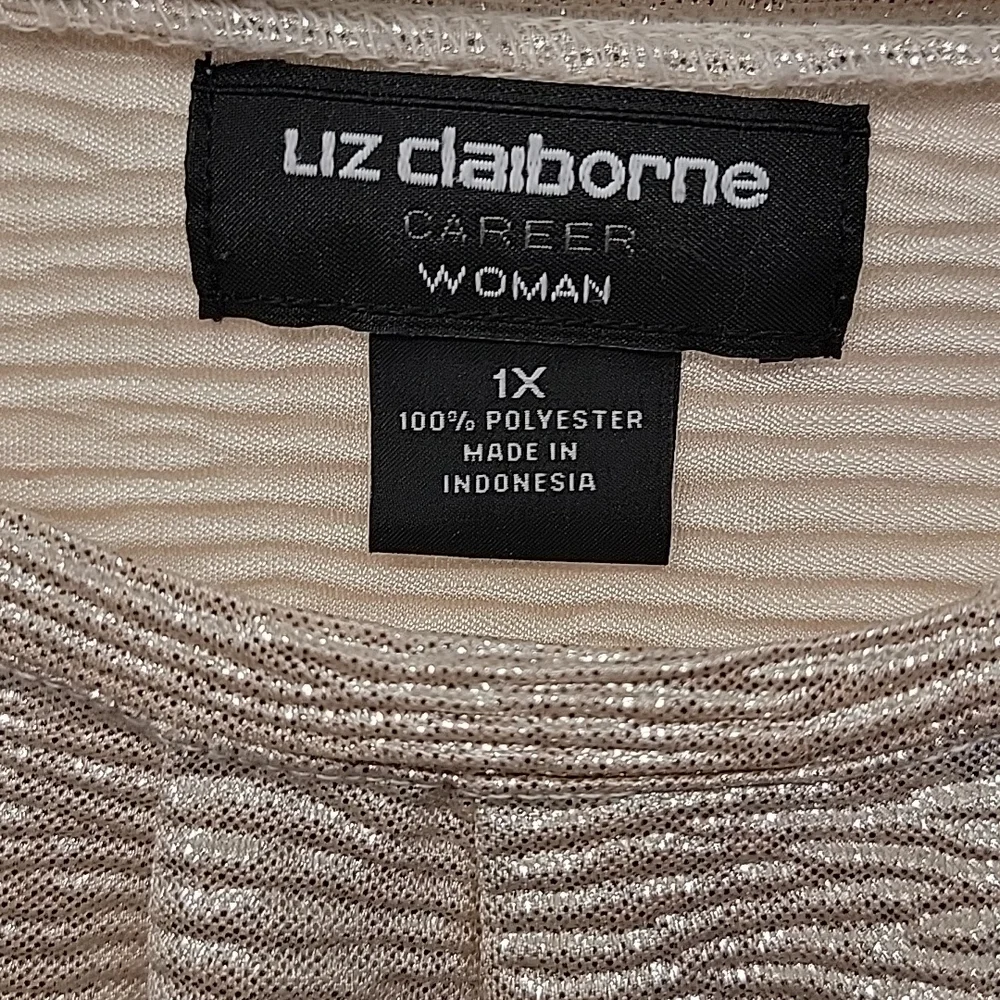 liz claiborne
CAREER
WOMAN
1X
100% POLYESTER
MADE IN
INDONESIA